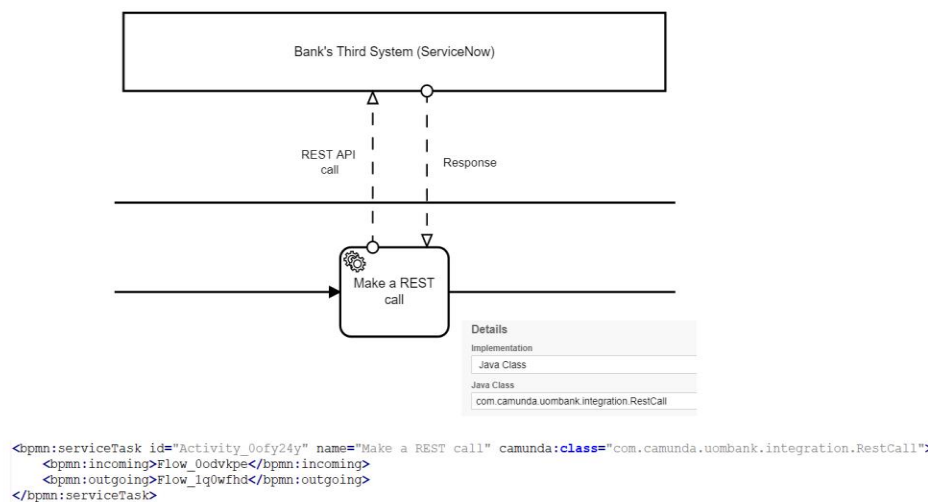 Bank's Third System (ServiceNow)
REST API
call
Response
Make a REST
call
Details
Implementation
Java Class
Java Class
com.camunda.uombank.integration.RestCall
<bpmn:serviceTask id="Activity_0ofy24y" name="Make a REST call" camunda:class="com.camunda.uombank.integration.RestCall">
<bpmn:incoming>Flow_0odvkpe</bpmn:incoming>
<bpmn:outgoing>Flow_1q0wfhd</bpmn:outgoing>
</bpmn:serviceTask>